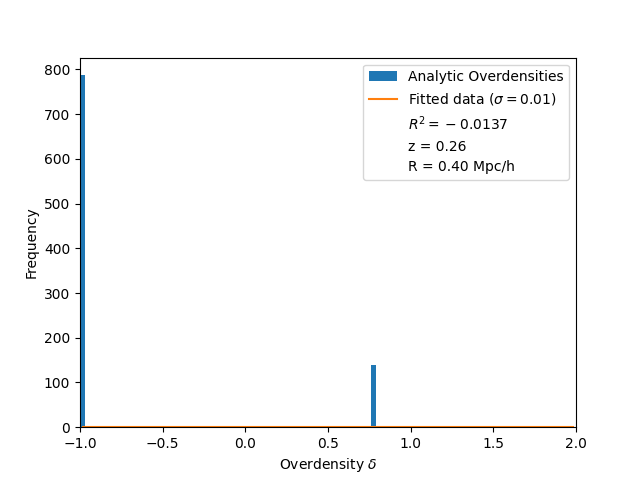 Analytic Overdensities
Fitted data (σ = 0.01)
R² = −0.0137
z = 0.26
R = 0.40 Mpc/h
800
700
600
500
400
300
200
100
0
Frequency
−1.0 −0.5 0.0 0.5 1.0 1.5 2.0
Overdensity δ